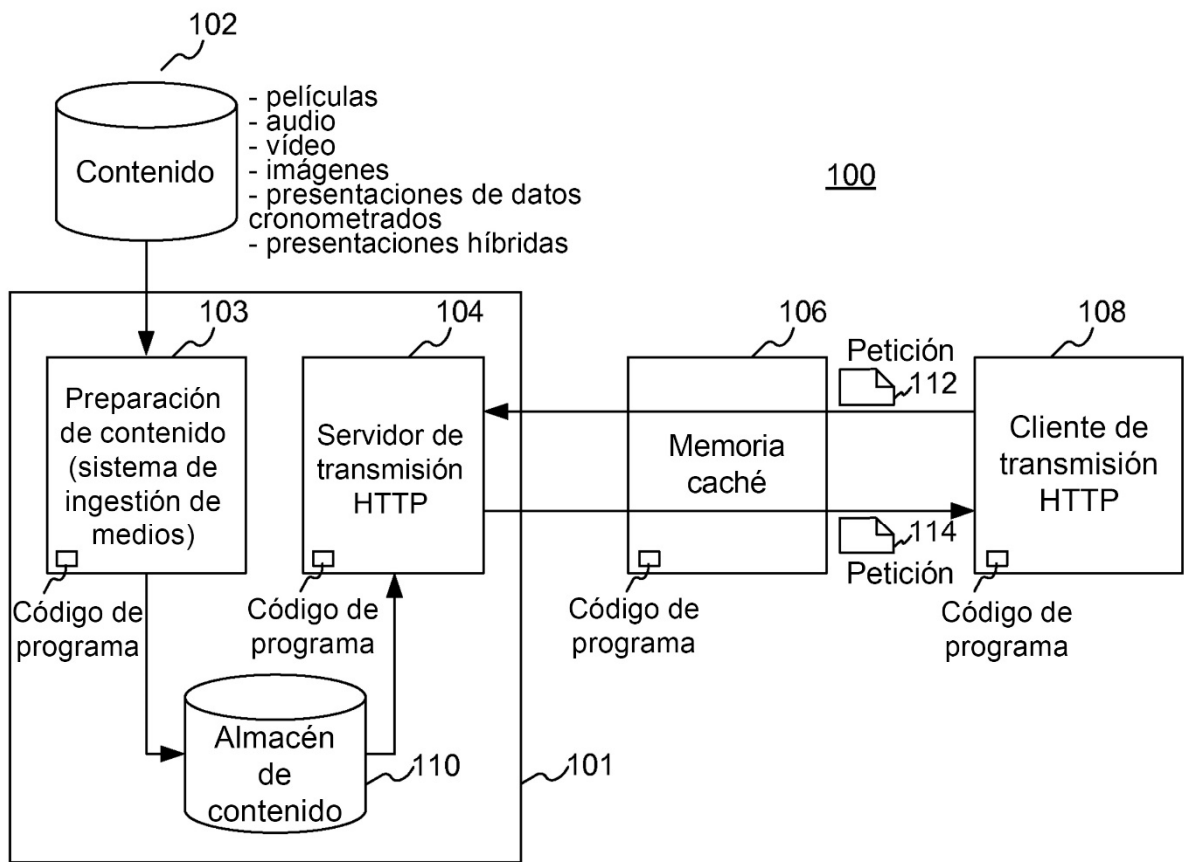 102
- películas
- audio
- vídeo
- imágenes
- presentaciones de datos
cronometrados
- presentaciones híbridas
Contenido
100
103
104
106
108
Preparación
de contenido
(sistema de
ingestión de
medios)
Servidor de
transmisión
HTTP
Memoria
caché
Petición
112
114
Petición
Cliente de
transmisión
HTTP
Código de
programa
Código de
programa
Código de
programa
Código de
programa
Almacén
de
contenido
110
101